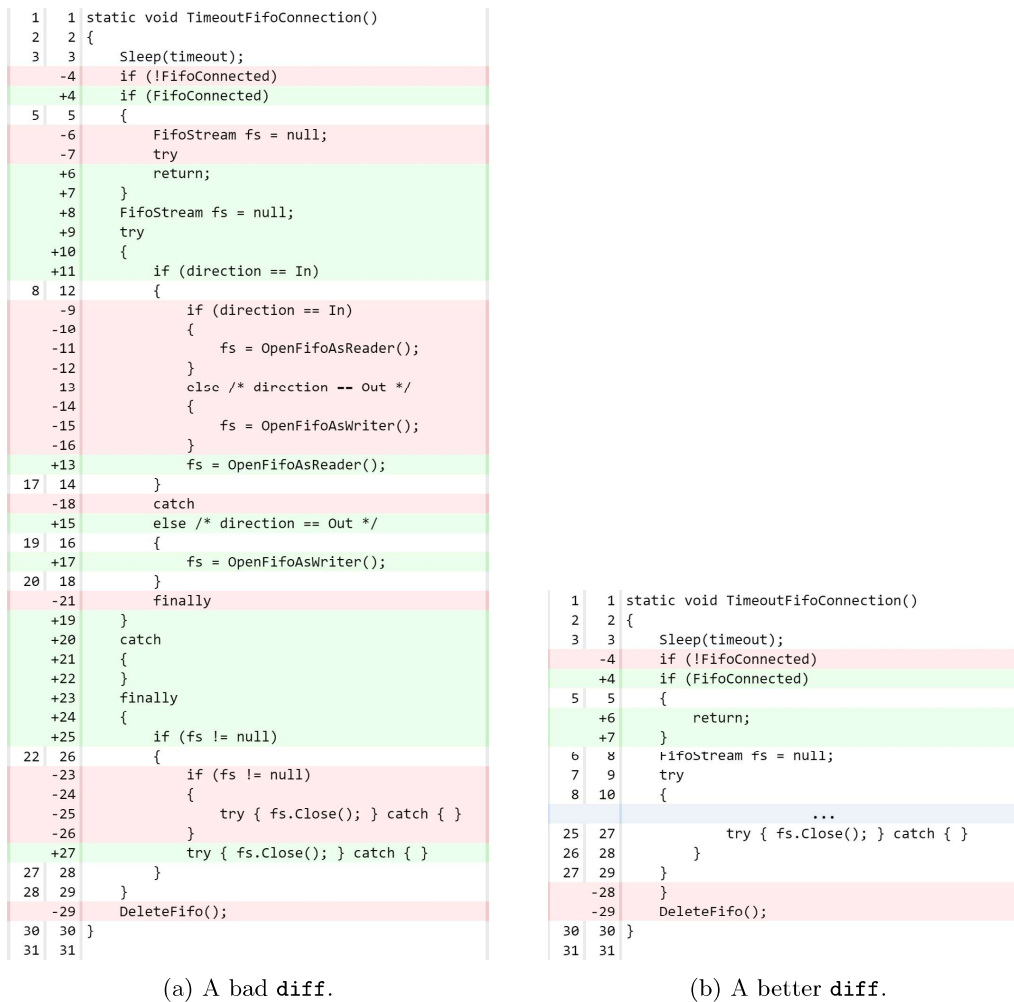 1 1 static void TimeoutFifoConnection()
2 2 {
3 3 Sleep(timeout);
-4 if (!FifoConnected)
+4 if (FifoConnected)
5 5 {
-6 FifoStream fs = null;
-7 try
+6 return;
+7 }
+8 FifoStream fs = null;
+9 try
+10 {
+11 if (direction == In)
8 12 {
-9 if (direction == In)
-10 {
-11 fs = OpenFifoAsReader();
-12 }
13 else /* direction == Out */
-14 {
-15 fs = OpenFifoAsWriter();
-16 }
+13 fs = OpenFifoAsReader();
17 14 }
-18 catch
+15 else /* direction == Out */
19 16 {
+17 fs = OpenFifoAsWriter();
20 18 }
-21 finally
+19 }
+20 catch
+21 {
+22 }
+23 finally
+24 {
+25 if (fs != null)
22 26 {
-23 if (fs != null)
-24 {
-25 try { fs.Close(); } catch { }
-26 }
+27 try { fs.Close(); } catch { }
27 28 }
28 29 }
-29 DeleteFifo();
30 30 }
31 31
(a) A bad diff.
1 1 static void TimeoutFifoConnection()
2 2 {
3 3 Sleep(timeout);
-4 if (!FifoConnected)
+4 if (FifoConnected)
5 5 {
+6 return;
+7 }
6 8 FifoStream fs = null;
7 9 try
8 10 {
...
25 27 try { fs.Close(); } catch { }
26 28 }
27 29 }
-28 }
-29 DeleteFifo();
30 30 }
31 31
(b) A better diff.